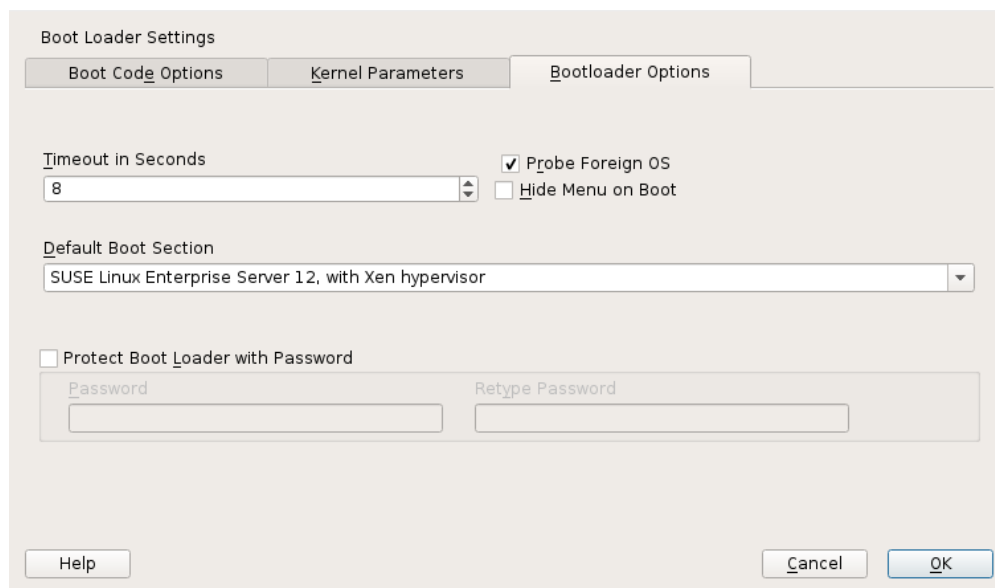 Boot Loader Settings
Boot Code Options Kernel Parameters Bootloader Options
Timeout in Seconds
Probe Foreign OS
8
Hide Menu on Boot
Default Boot Section
SUSE Linux Enterprise Server 12, with Xen hypervisor
Protect Boot Loader with Password
Password Retype Password
Help Cancel OK